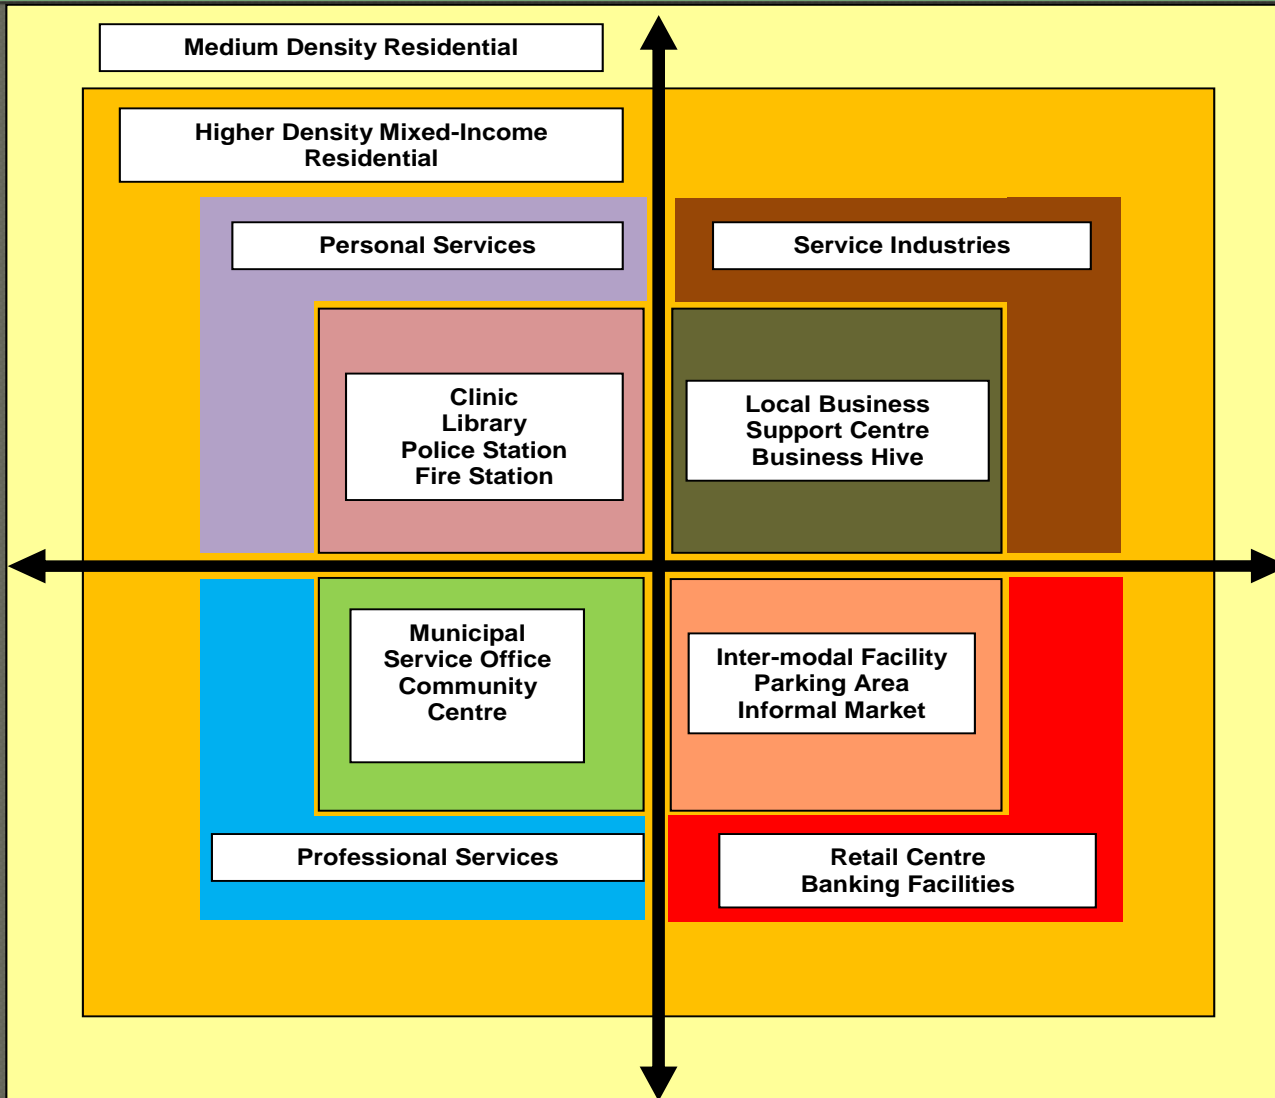 Medium Density Residential
Higher Density Mixed-Income
Residential
Personal Services
Service Industries
Clinic
Library
Police Station
Fire Station
Local Business
Support Centre
Business Hive
Municipal
Service Office
Community
Centre
Inter-modal Facility
Parking Area
Informal Market
Professional Services
Retail Centre
Banking Facilities